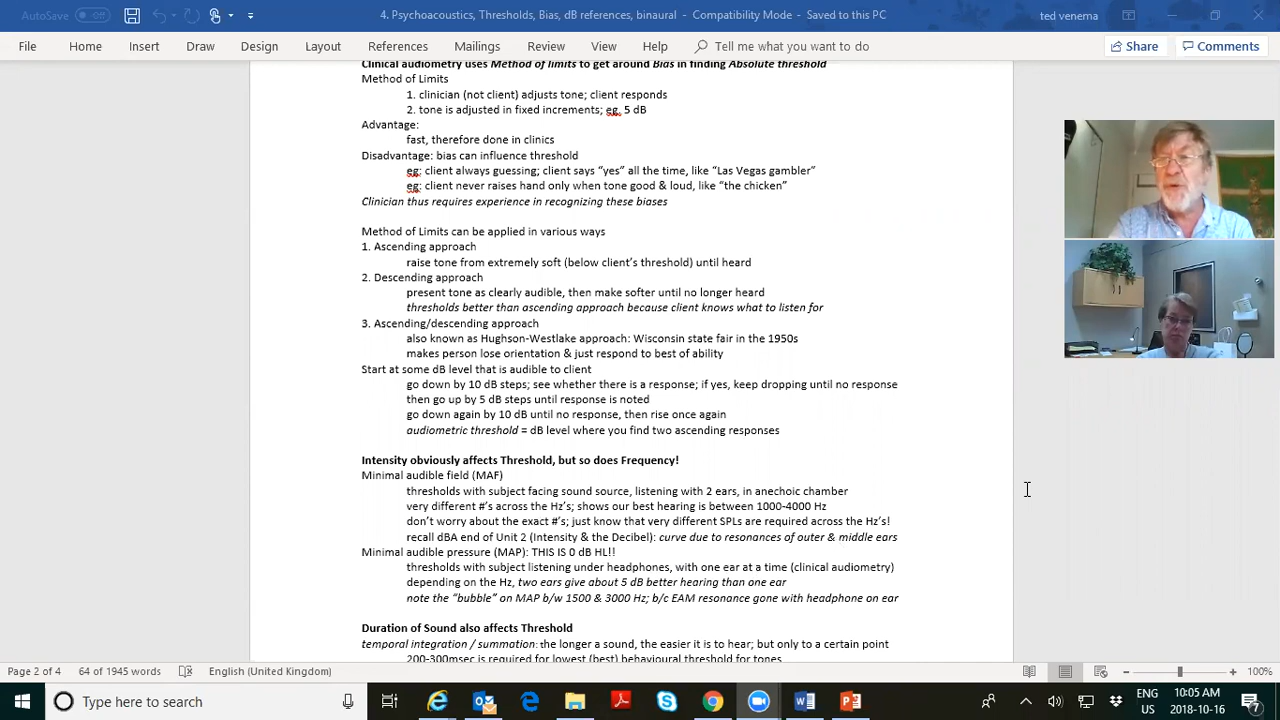 AutoSave Off 4. Psychoacoustics, Thresholds, Bias, dB references, binaural - Compatibility Mode - Saved to this PC ted venema
File Home Insert Draw Design Layout References Mailings Review View Help Tell me what you want to do Share Comments
Clinical audiometry uses Method of limits to get around Bias in finding Absolute threshold
Method of Limits
1. clinician (not client) adjusts tone; client responds
2. tone is adjusted in fixed increments; eg. 5 dB
Advantage:
fast, therefore done in clinics
Disadvantage: bias can influence threshold
eg: client always guessing; client says “yes” all the time, like “Las Vegas gambler”
eg: client never raises hand only when tone good & loud, like “the chicken”
Clinician thus requires experience in recognizing these biases
Method of Limits can be applied in various ways
1. Ascending approach
raise tone from extremely soft (below client’s threshold) until heard
2. Descending approach
present tone as clearly audible, then make softer until no longer heard
thresholds better than ascending approach because client knows what to listen for
3. Ascending/descending approach
also known as Hughson-Westlake approach: Wisconsin state fair in the 1950s
makes person lose orientation & just respond to best of ability
Start at some dB level that is audible to client
go down by 10 dB steps; see whether there is a response; if yes, keep dropping until no response
then go up by 5 dB steps until response is noted
go down again by 10 dB until no response, then rise once again
audiometric threshold = dB level where you find two ascending responses
Intensity obviously affects Threshold, but so does Frequency!
Minimal audible field (MAF)
thresholds with subject facing sound source, listening with 2 ears, in anechoic chamber
very different #’s across the Hz’s; shows our best hearing is between 1000-4000 Hz
don’t worry about the exact #’s; just know that very different SPLs are required across the Hz’s!
recall dBA end of Unit 2 (Intensity & the Decibel): curve due to resonances of outer & middle ears
Minimal audible pressure (MAP): THIS IS 0 dB HL!!
thresholds with subject listening under headphones, with one ear at a time (clinical audiometry)
depending on the Hz, two ears give about 5 dB better hearing than one ear
note the “bubble” on MAP b/w 1500 & 3000 Hz; b/c EAM resonance gone with headphone on ear
Duration of Sound also affects Threshold
temporal integration / summation: the longer a sound, the easier it is to hear; but only to a certain point
200-300msec is required for lowest (best) behavioural threshold for tones
Page 2 of 4 64 of 1945 words English (United Kingdom) 100%
Type here to search ENG US 10:05 AM 2018-10-16 7